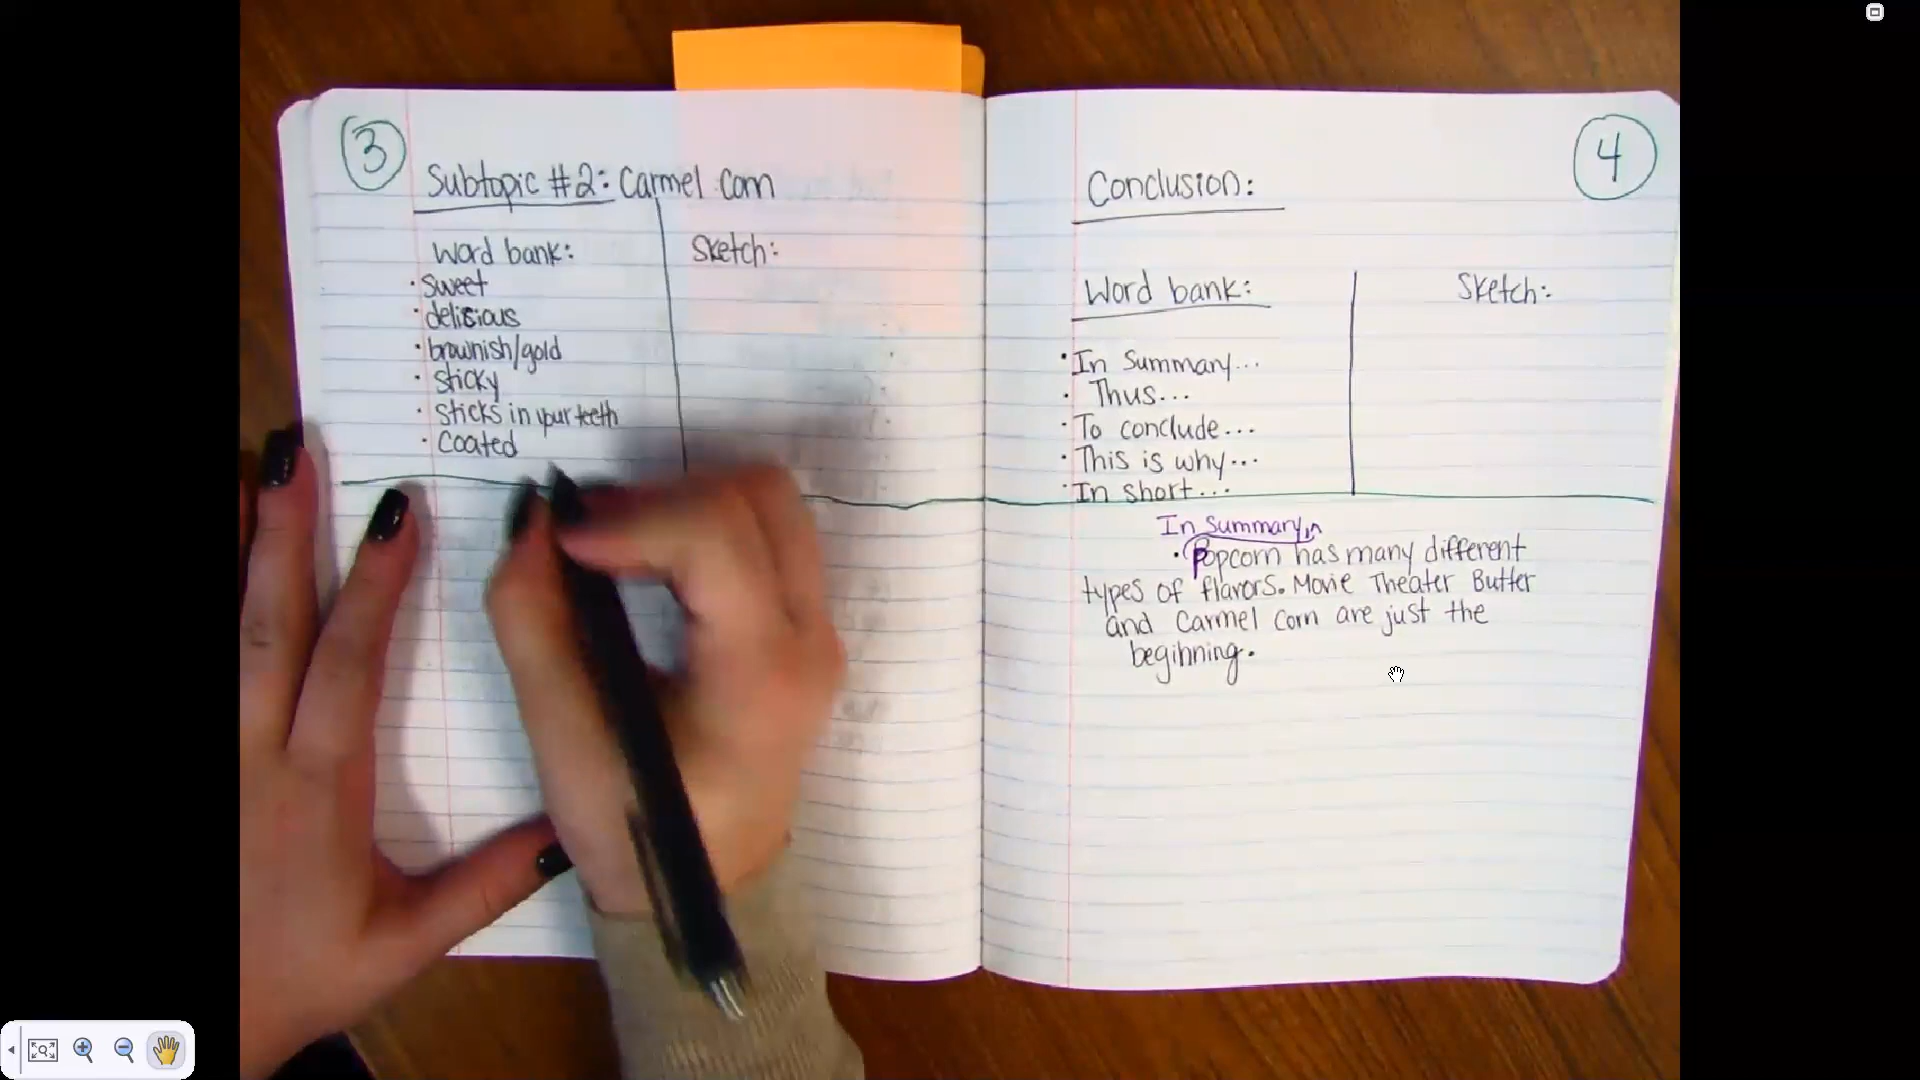 3
Subtopic #2: Carmel Corn
Word bank:
Sketch:
· sweet
· delicious
· brownish/gold
· sticky
· sticks in your teeth
· Coated
4
Conclusion:
Word bank:
Sketch:
· In Summary...
· Thus...
· To conclude...
· This is why...
· In short...
In Summary,
· Popcorn has many different
types of flavors. Movie Theater Butter
and Carmel Corn are just the
beginning.